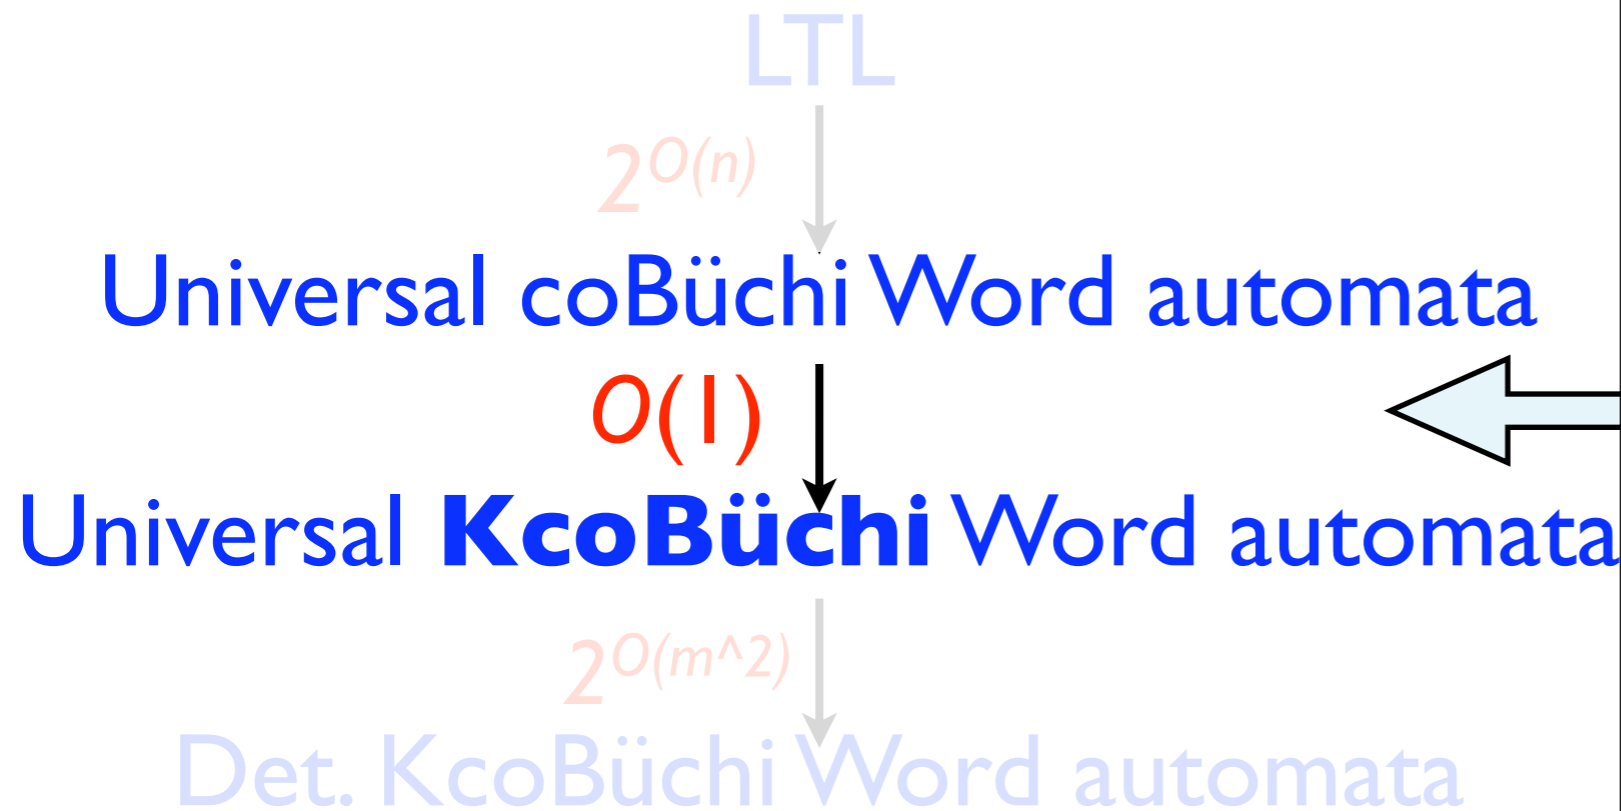 LTL
2^O(n)
Universal coBüchi Word automata
O(1)
Universal KcoBüchi Word automata
2^O(m^2)
Det. KcoBüchi Word automata